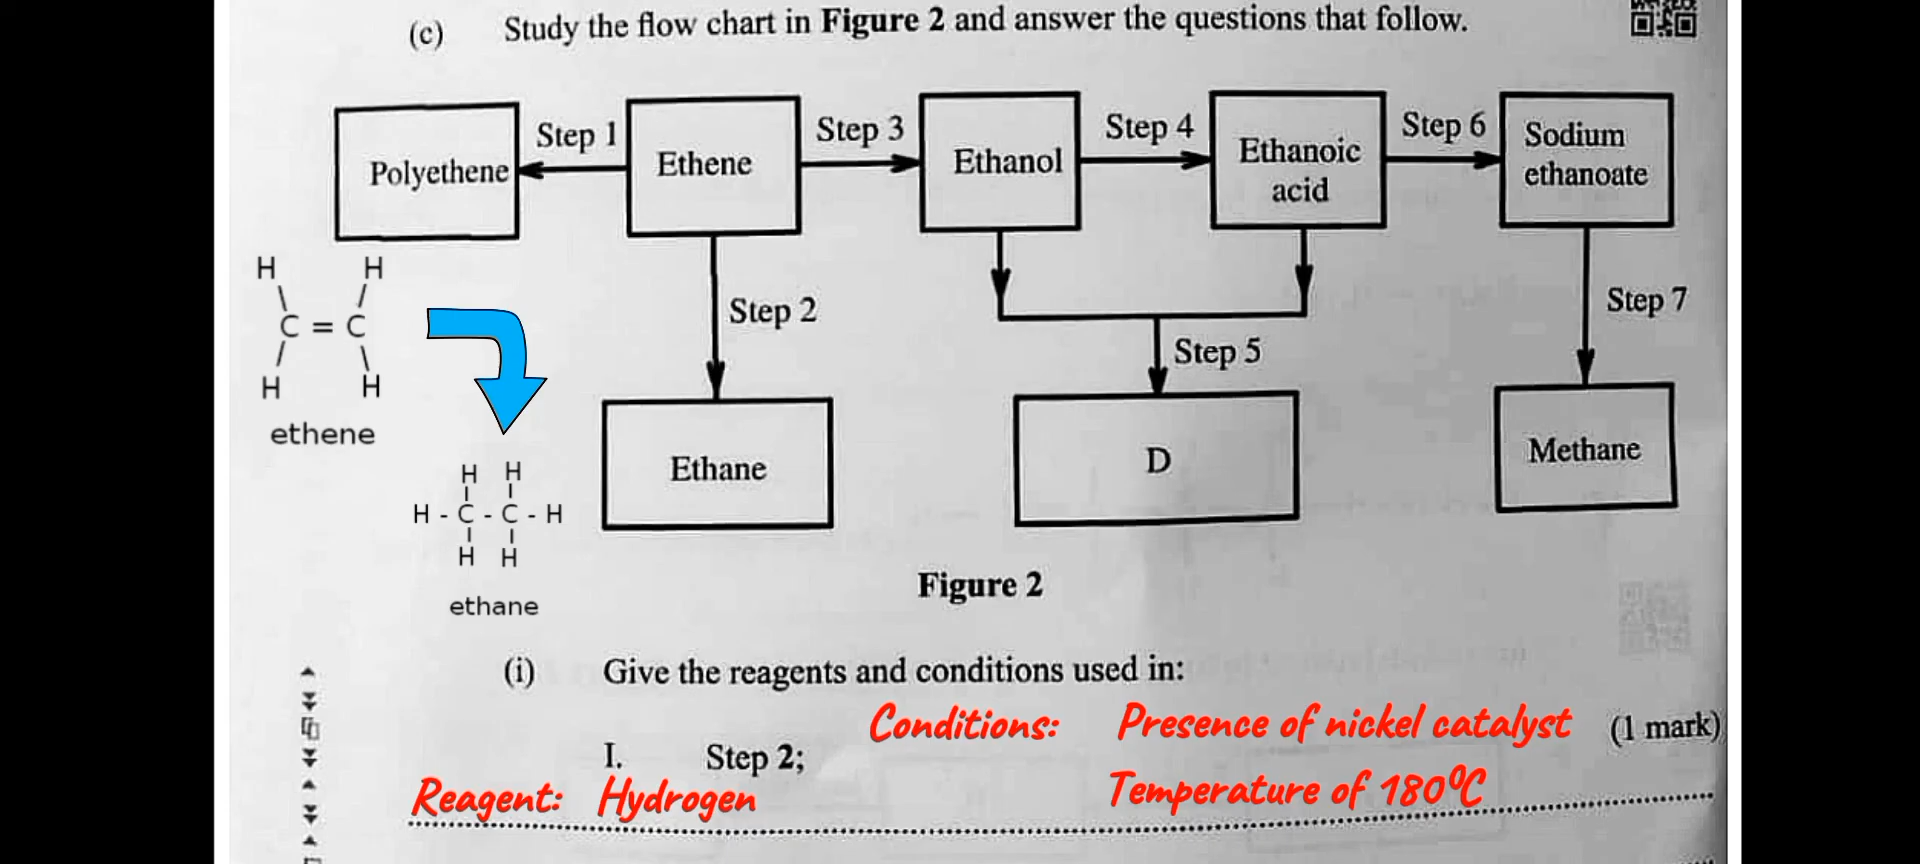 (c) Study the flow chart in Figure 2 and answer the questions that follow.
Polyethene
Step 1
Ethene
Step 3
Ethanol
Step 4
Ethanoic
acid
Step 6
Sodium
ethanoate
H H
C = C
H H
ethene
Step 2
Step 5
Step 7
Ethane
D
Methane
H H
H - C - C - H
H H
ethane
Figure 2
(i) Give the reagents and conditions used in:
Conditions: Presence of nickel catalyst (1 mark)
I. Step 2;
Reagent: Hydrogen Temperature of 180⁰C